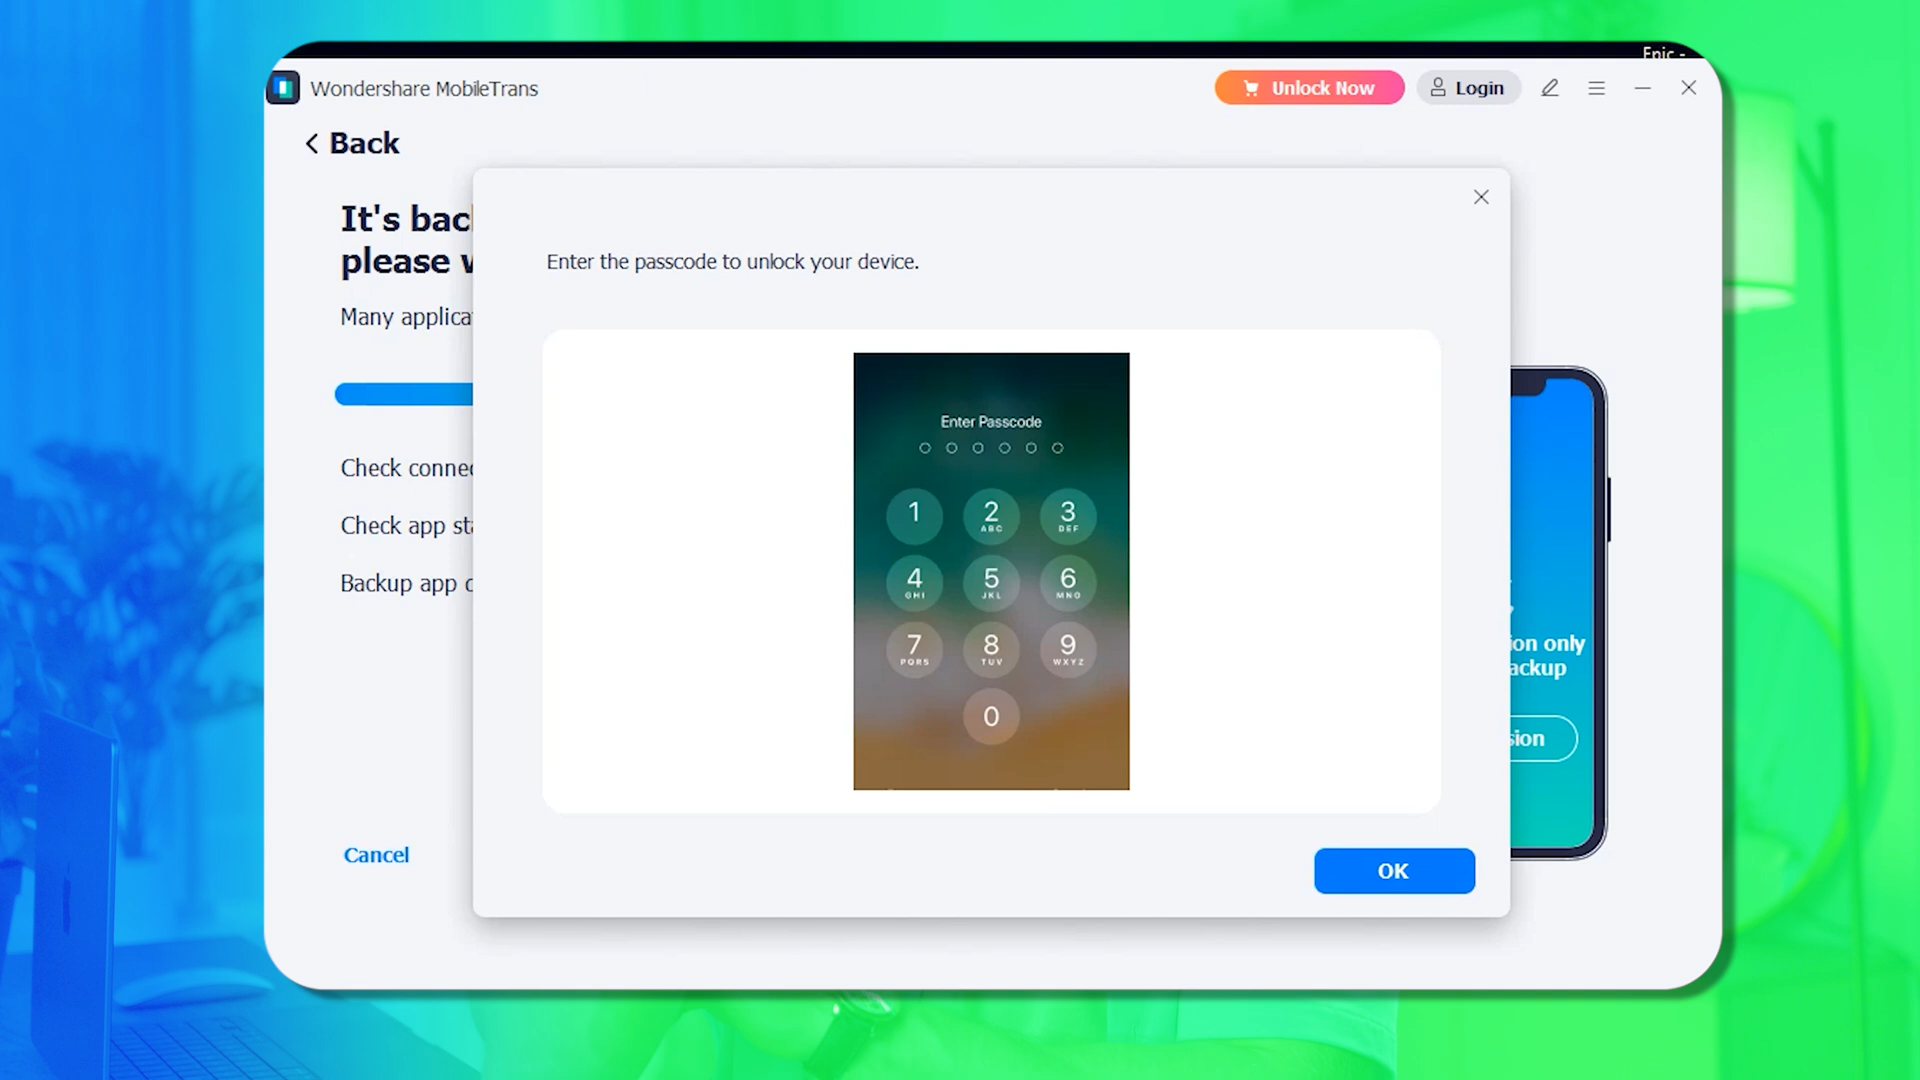 Epic -
Wondershare MobileTrans
Unlock Now
Login
Back
It's bac
please
Many applica
Check connec
Check app sta
Backup app
Cancel
Enter the passcode to unlock your device.
Enter Passcode
1
2
ABC
3
DEF
4
GHI
5
JKL
6
MNO
7
PQRS
8
TUV
9
WXYZ
0
OK
ion only
ackup
sion